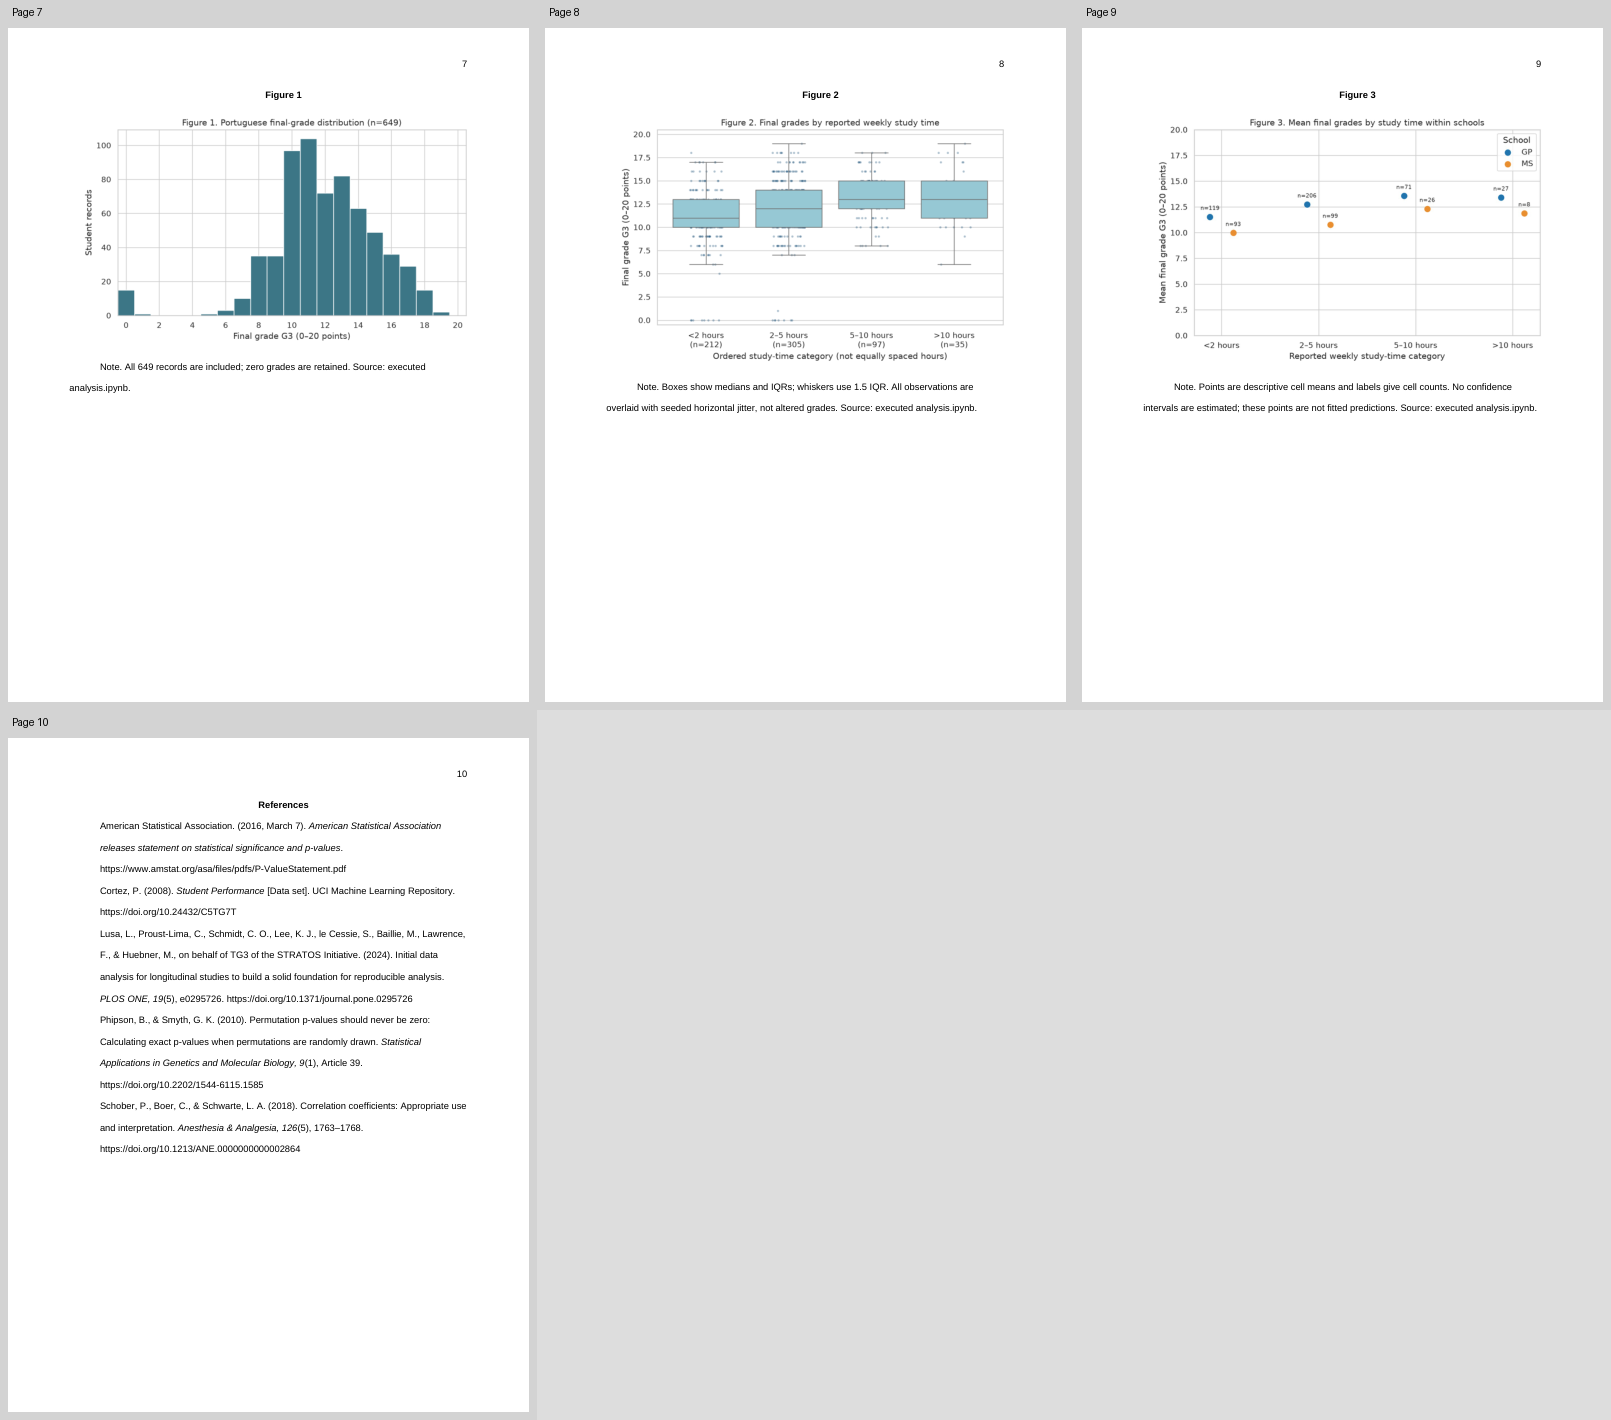 Page 7
7
Figure 1
Figure 1. Portuguese final-grade distribution (n=649)
100
80
60
40
20
0
Student records
0 2 4 6 8 10 12 14 16 18 20
Final grade G3 (0–20 points)
Note. All 649 records are included; zero grades are retained. Source: executed
analysis.ipynb.
Page 8
8
Figure 2
Figure 2. Final grades by reported weekly study time
20.0
17.5
15.0
12.5
10.0
7.5
5.0
2.5
0.0
Final grade G3 (0–20 points)
<2 hours 2–5 hours 5–10 hours >10 hours
(n=212) (n=305) (n=97) (n=35)
Ordered study-time category (not equally spaced hours)
Note. Boxes show medians and IQRs; whiskers use 1.5 IQR. All observations are
overlaid with seeded horizontal jitter, not altered grades. Source: executed analysis.ipynb.
Page 9
9
Figure 3
Figure 3. Mean final grades by study time within schools
20.0
17.5
15.0
12.5
10.0
7.5
5.0
2.5
0.0
Mean final grade G3 (0–20 points)
School
GP
MS
n=119
n=93
n=206
n=99
n=71
n=26
n=27
n=8
<2 hours 2–5 hours 5–10 hours >10 hours
Reported weekly study-time category
Note. Points are descriptive cell means and labels give cell counts. No confidence
intervals are estimated; these points are not fitted predictions. Source: executed analysis.ipynb.
Page 10
10
References
American Statistical Association. (2016, March 7). American Statistical Association
releases statement on statistical significance and p-values.
https://www.amstat.org/asa/files/pdfs/P-ValueStatement.pdf
Cortez, P. (2008). Student Performance [Data set]. UCI Machine Learning Repository.
https://doi.org/10.24432/C5TG7T
Lusa, L., Proust-Lima, C., Schmidt, C. O., Lee, K. J., le Cessie, S., Baillie, M., Lawrence,
F., & Huebner, M., on behalf of TG3 of the STRATOS Initiative. (2024). Initial data
analysis for longitudinal studies to build a solid foundation for reproducible analysis.
PLOS ONE, 19(5), e0295726. https://doi.org/10.1371/journal.pone.0295726
Phipson, B., & Smyth, G. K. (2010). Permutation p-values should never be zero:
Calculating exact p-values when permutations are randomly drawn. Statistical
Applications in Genetics and Molecular Biology, 9(1), Article 39.
https://doi.org/10.2202/1544-6115.1585
Schober, P., Boer, C., & Schwarte, L. A. (2018). Correlation coefficients: Appropriate use
and interpretation. Anesthesia & Analgesia, 126(5), 1763–1768.
https://doi.org/10.1213/ANE.0000000000002864